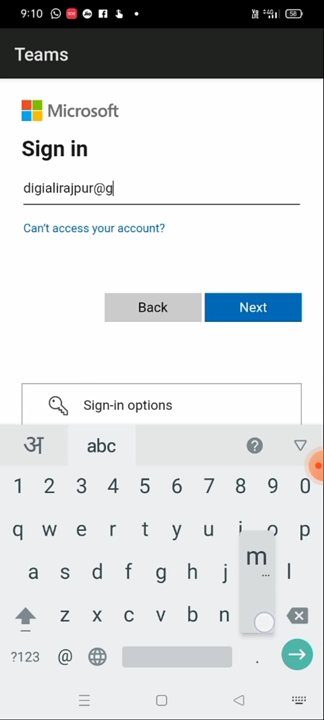 9:10 58
Teams
Microsoft
Sign in
digialirajpur@g
Can't access your account?
Back Next
Sign-in options
अ abc ?
1 2 3 4 5 6 7 8 9 0
q w e r t y u i o p
a s d f g h j l
m
...
z x c v b n
?123 @ .